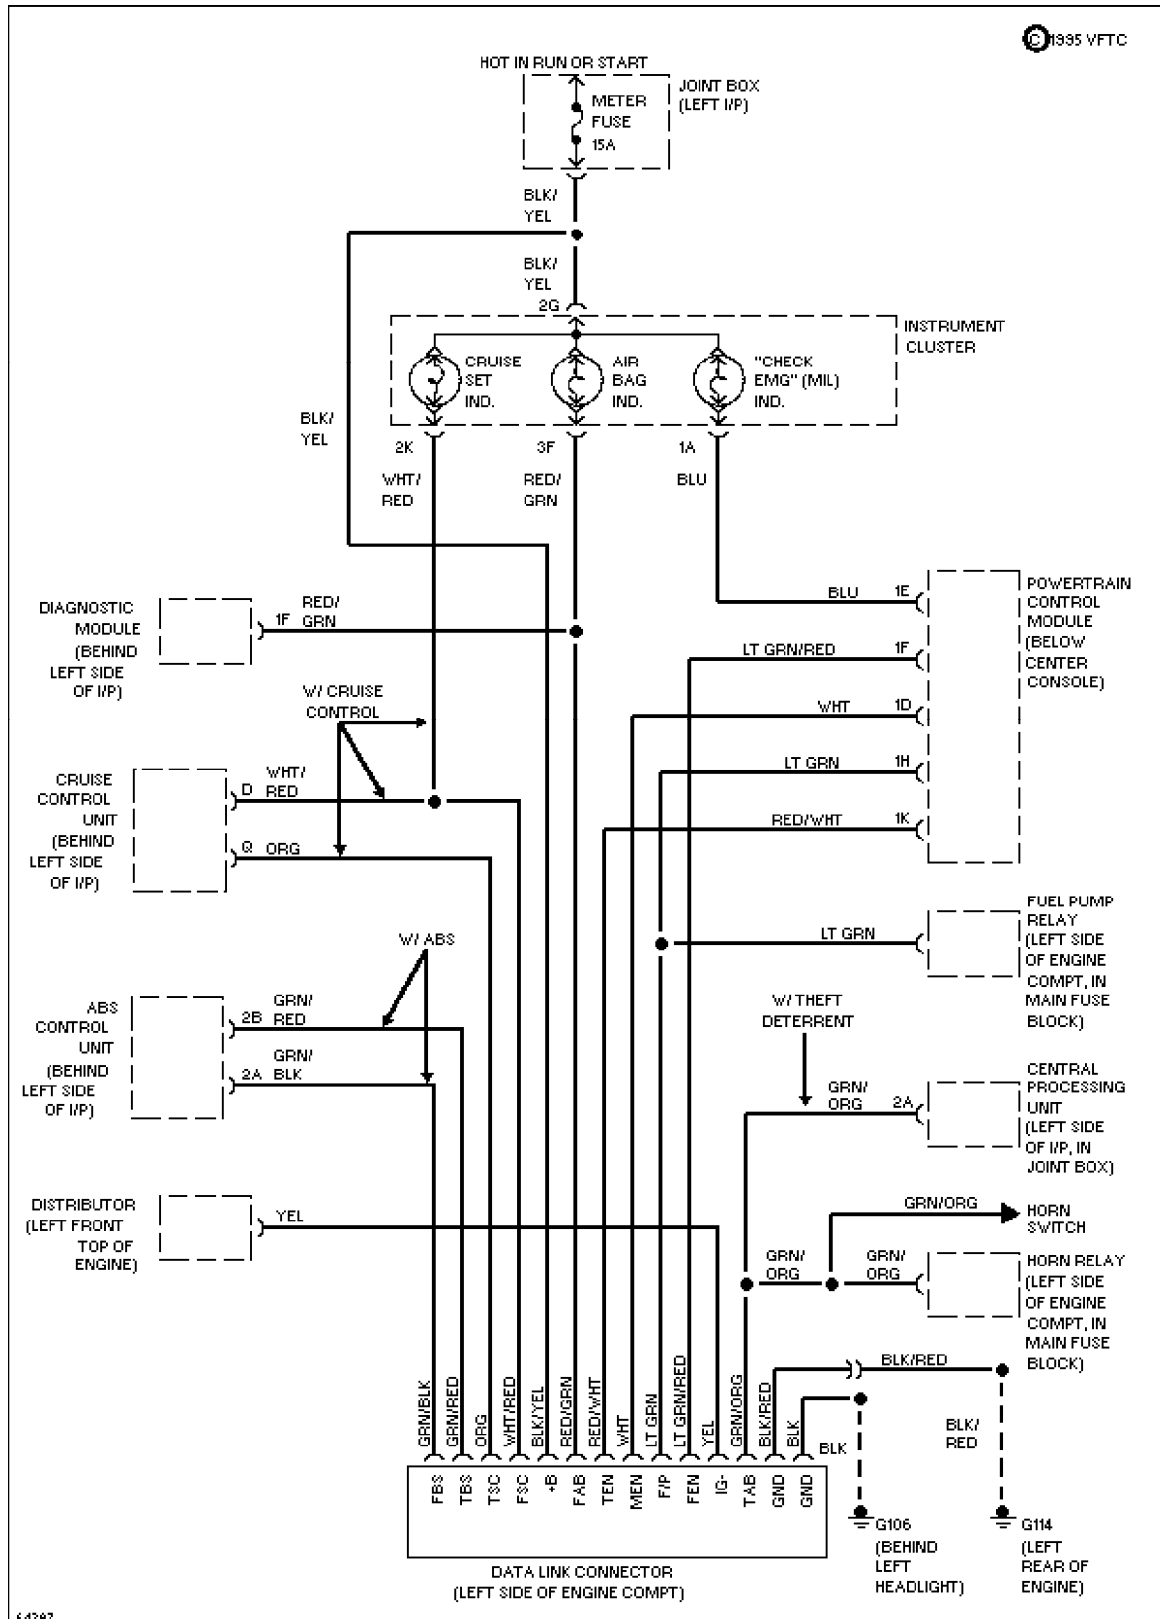 © 1995 VFTC
HOT IN RUN OR START
JOINT BOX
(LEFT I/P)
METER
FUSE
15A
BLK/
YEL
BLK/
YEL
2G
INSTRUMENT
CLUSTER
CRUISE
SET
IND.
AIR
BAG
IND.
"CHECK
EMG" (MIL)
IND.
BLK/
YEL
2K
3F
1A
WHT/
RED
RED/
GRN
BLU
DIAGNOSTIC
MODULE
(BEHIND
LEFT SIDE
OF I/P)
1F
RED/
GRN
BLU
1E
LT GRN/RED
1F
WHT
1D
LT GRN
1H
RED/WHT
1K
POWERTRAIN
CONTROL
MODULE
(BELOW
CENTER
CONSOLE)
W/ CRUISE
CONTROL
CRUISE
CONTROL
UNIT
(BEHIND
LEFT SIDE
OF I/P)
D
WHT/
RED
Q
ORG
FUEL PUMP
RELAY
(LEFT SIDE
OF ENGINE
COMPT, IN
MAIN FUSE
BLOCK)
LT GRN
W/ ABS
ABS
CONTROL
UNIT
(BEHIND
LEFT SIDE
OF I/P)
2B
GRN/
RED
2A
GRN/
BLK
W/ THEFT
DETERRENT
GRN/
ORG
2A
CENTRAL
PROCESSING
UNIT
(LEFT SIDE
OF I/P, IN
JOINT BOX)
DISTRIBUTOR
(LEFT FRONT
TOP OF
ENGINE)
YEL
GRN/ORG
HORN
SWITCH
GRN/
ORG
GRN/
ORG
HORN RELAY
(LEFT SIDE
OF ENGINE
COMPT, IN
MAIN FUSE
BLOCK)
BLK/RED
GRN/BLK
GRN/RED
ORG
WHT/RED
BLK/YEL
RED/GRN
RED/WHT
WHT
LT GRN
LT GRN/RED
YEL
GRN/ORG
BLK/RED
BLK
BLK
BLK/
RED
FBS
TBS
TSC
FSC
+B
FAB
TEN
MEN
F/P
FEN
IG-
TAB
GND
GND
DATA LINK CONNECTOR
(LEFT SIDE OF ENGINE COMPT)
G106
(BEHIND
LEFT
HEADLIGHT)
G114
(LEFT
REAR OF
ENGINE)